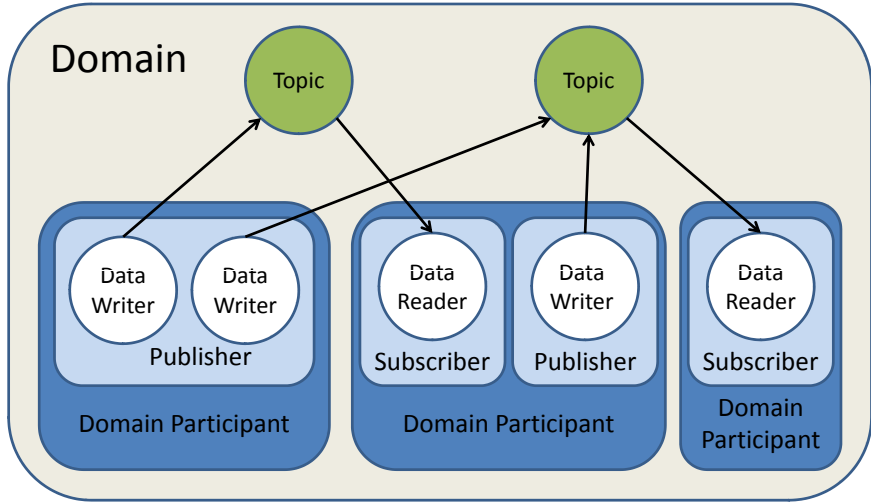 Domain
Topic
Topic
Data
Writer
Data
Writer
Publisher
Domain Participant
Data
Reader
Subscriber
Data
Writer
Publisher
Domain Participant
Data
Reader
Subscriber
Domain
Participant